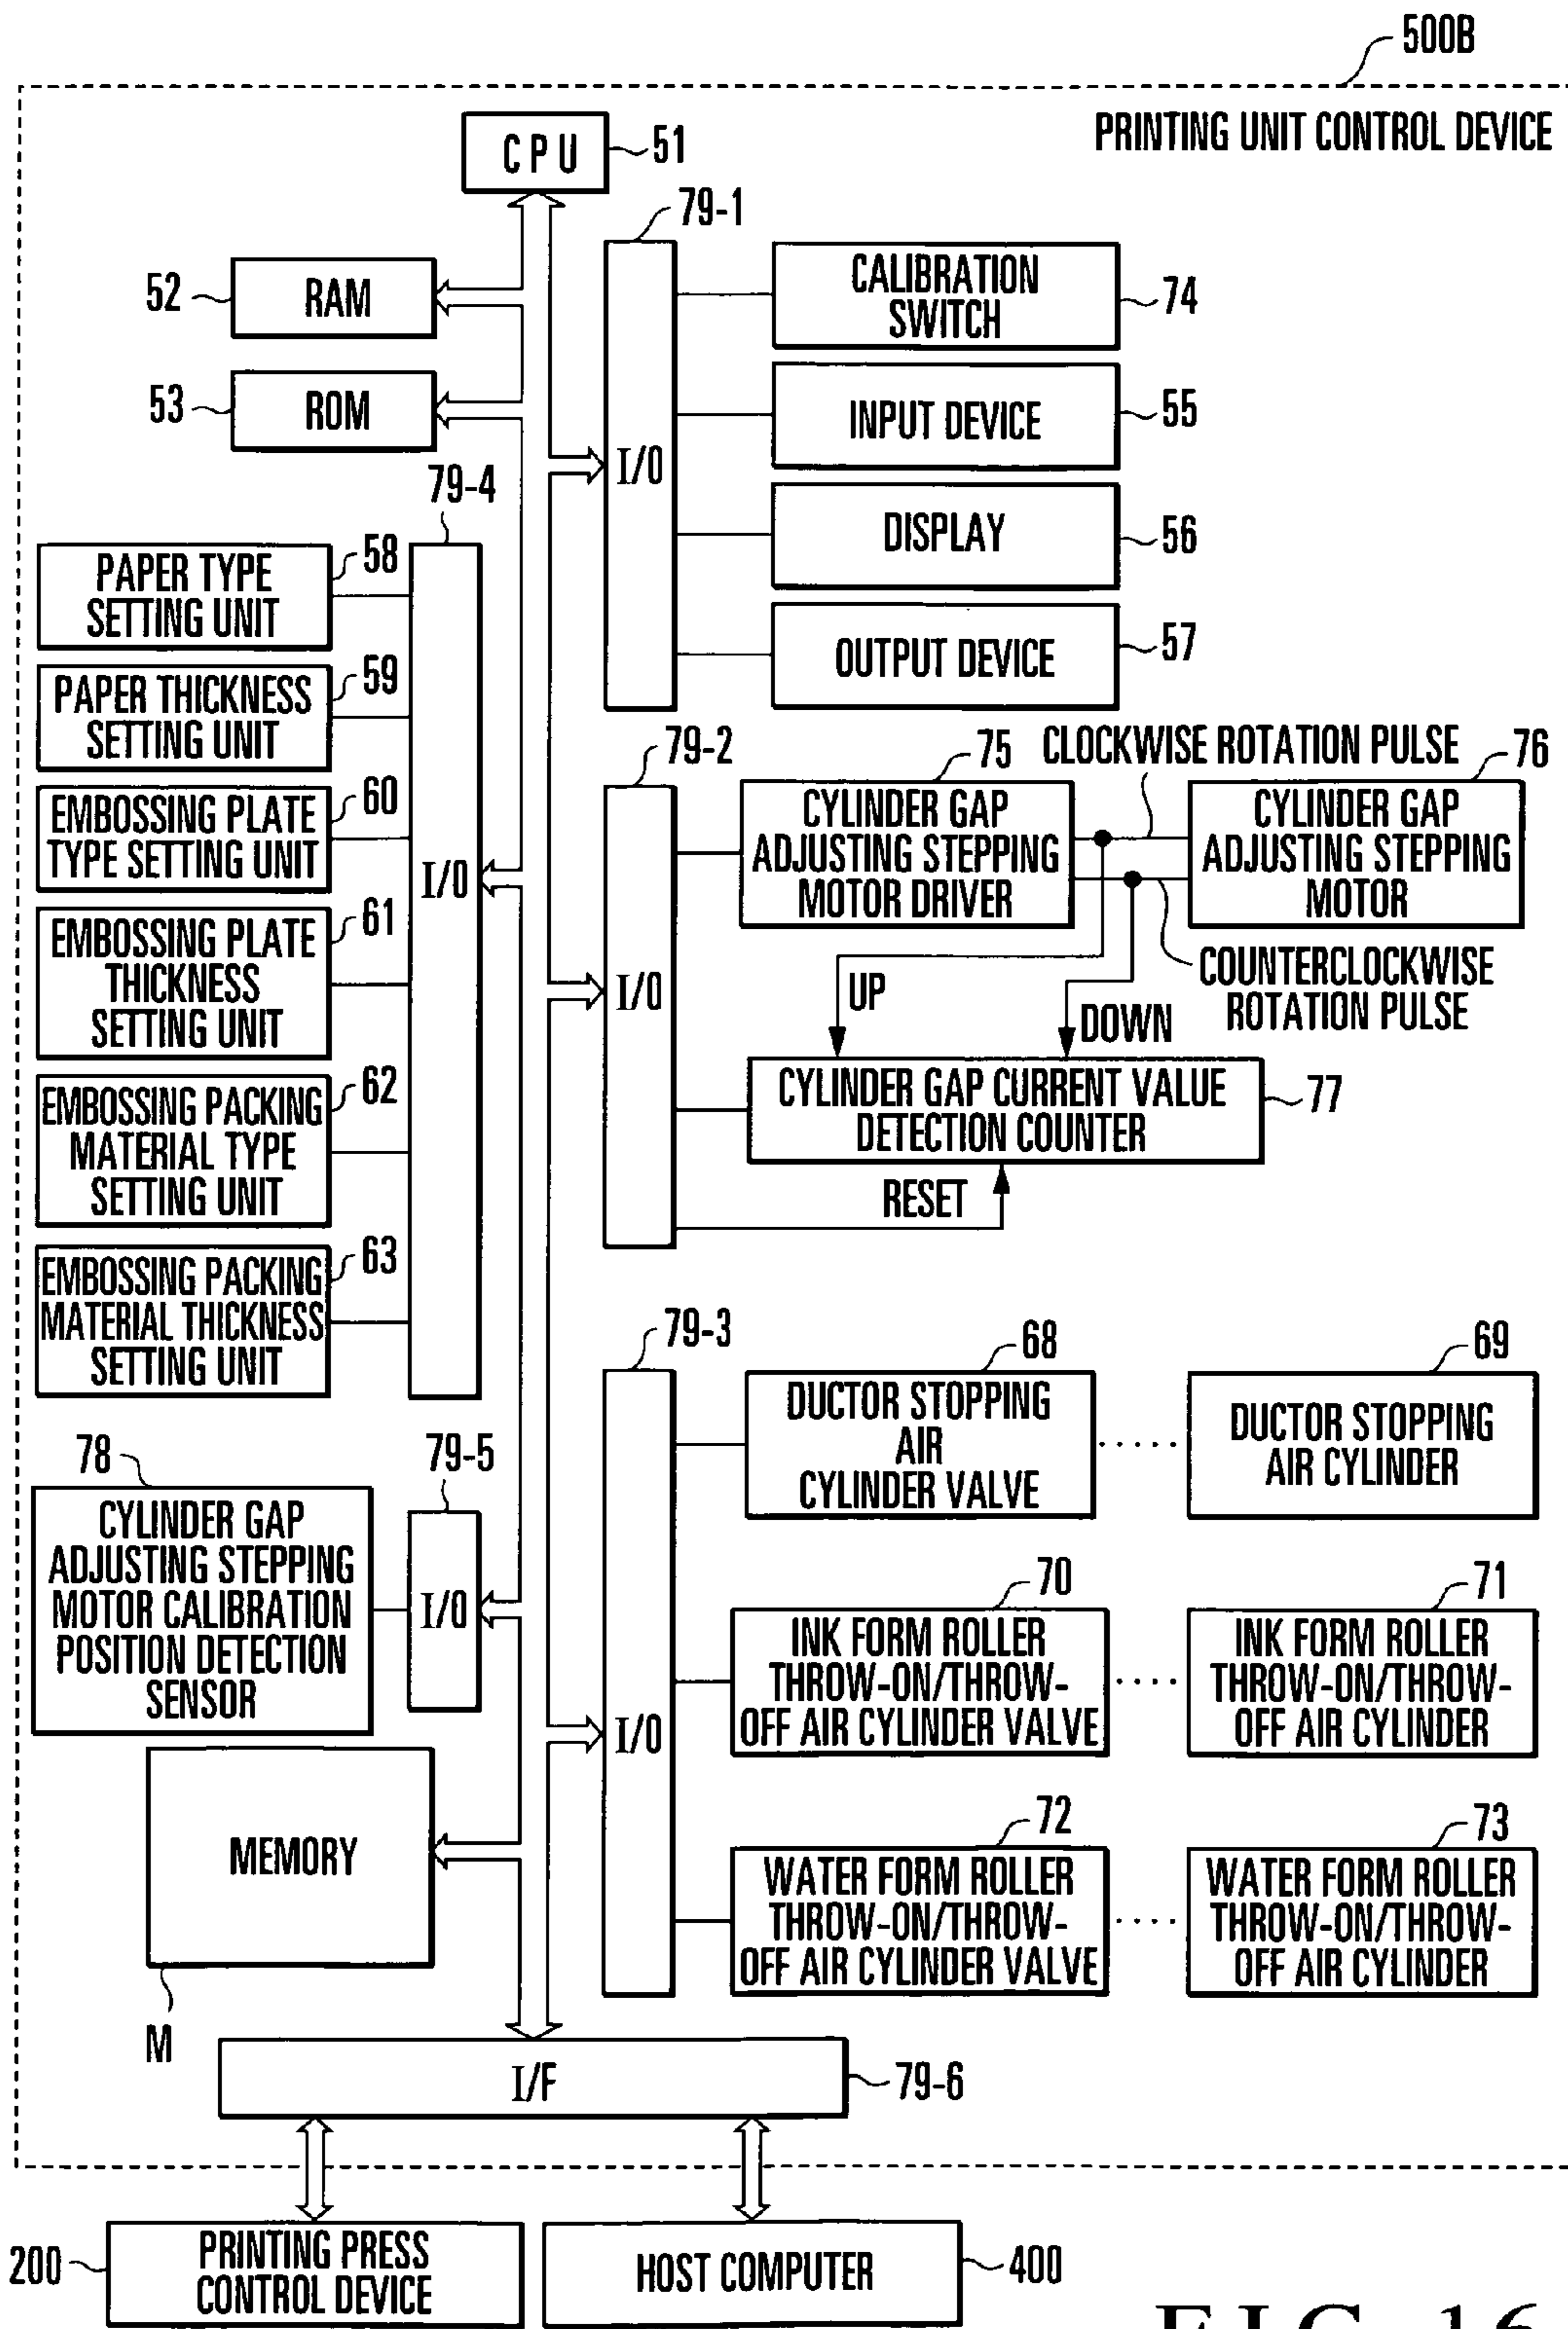 500B
PRINTING UNIT CONTROL DEVICE
CPU
51
79-1
52
RAM
CALIBRATION
SWITCH
74
53
ROM
I/O
INPUT DEVICE
55
DISPLAY
56
OUTPUT DEVICE
57
79-4
PAPER TYPE
SETTING UNIT
58
PAPER THICKNESS
SETTING UNIT
59
EMBOSSING PLATE
TYPE SETTING UNIT
60
I/O
EMBOSSING PLATE
THICKNESS
SETTING UNIT
61
EMBOSSING PACKING
MATERIAL TYPE
SETTING UNIT
62
EMBOSSING PACKING
MATERIAL THICKNESS
SETTING UNIT
63
79-2
75
CLOCKWISE ROTATION PULSE
76
CYLINDER GAP
ADJUSTING STEPPING
MOTOR DRIVER
CYLINDER GAP
ADJUSTING STEPPING
MOTOR
I/O
UP
DOWN
COUNTERCLOCKWISE
ROTATION PULSE
CYLINDER GAP CURRENT VALUE
DETECTION COUNTER
77
RESET
79-3
68
69
DUCTOR STOPPING
AIR
CYLINDER VALVE
DUCTOR STOPPING
AIR CYLINDER
78
79-5
CYLINDER GAP
ADJUSTING STEPPING
MOTOR CALIBRATION
POSITION DETECTION
SENSOR
I/O
70
71
I/O
INK FORM ROLLER
THROW-ON/THROW-
OFF AIR CYLINDER VALVE
INK FORM ROLLER
THROW-ON/THROW-
OFF AIR CYLINDER
72
73
MEMORY
M
WATER FORM ROLLER
THROW-ON/THROW-
OFF AIR CYLINDER VALVE
WATER FORM ROLLER
THROW-ON/THROW-
OFF AIR CYLINDER
I/F
79-6
200
PRINTING PRESS
CONTROL DEVICE
HOST COMPUTER
400
FIG. 16